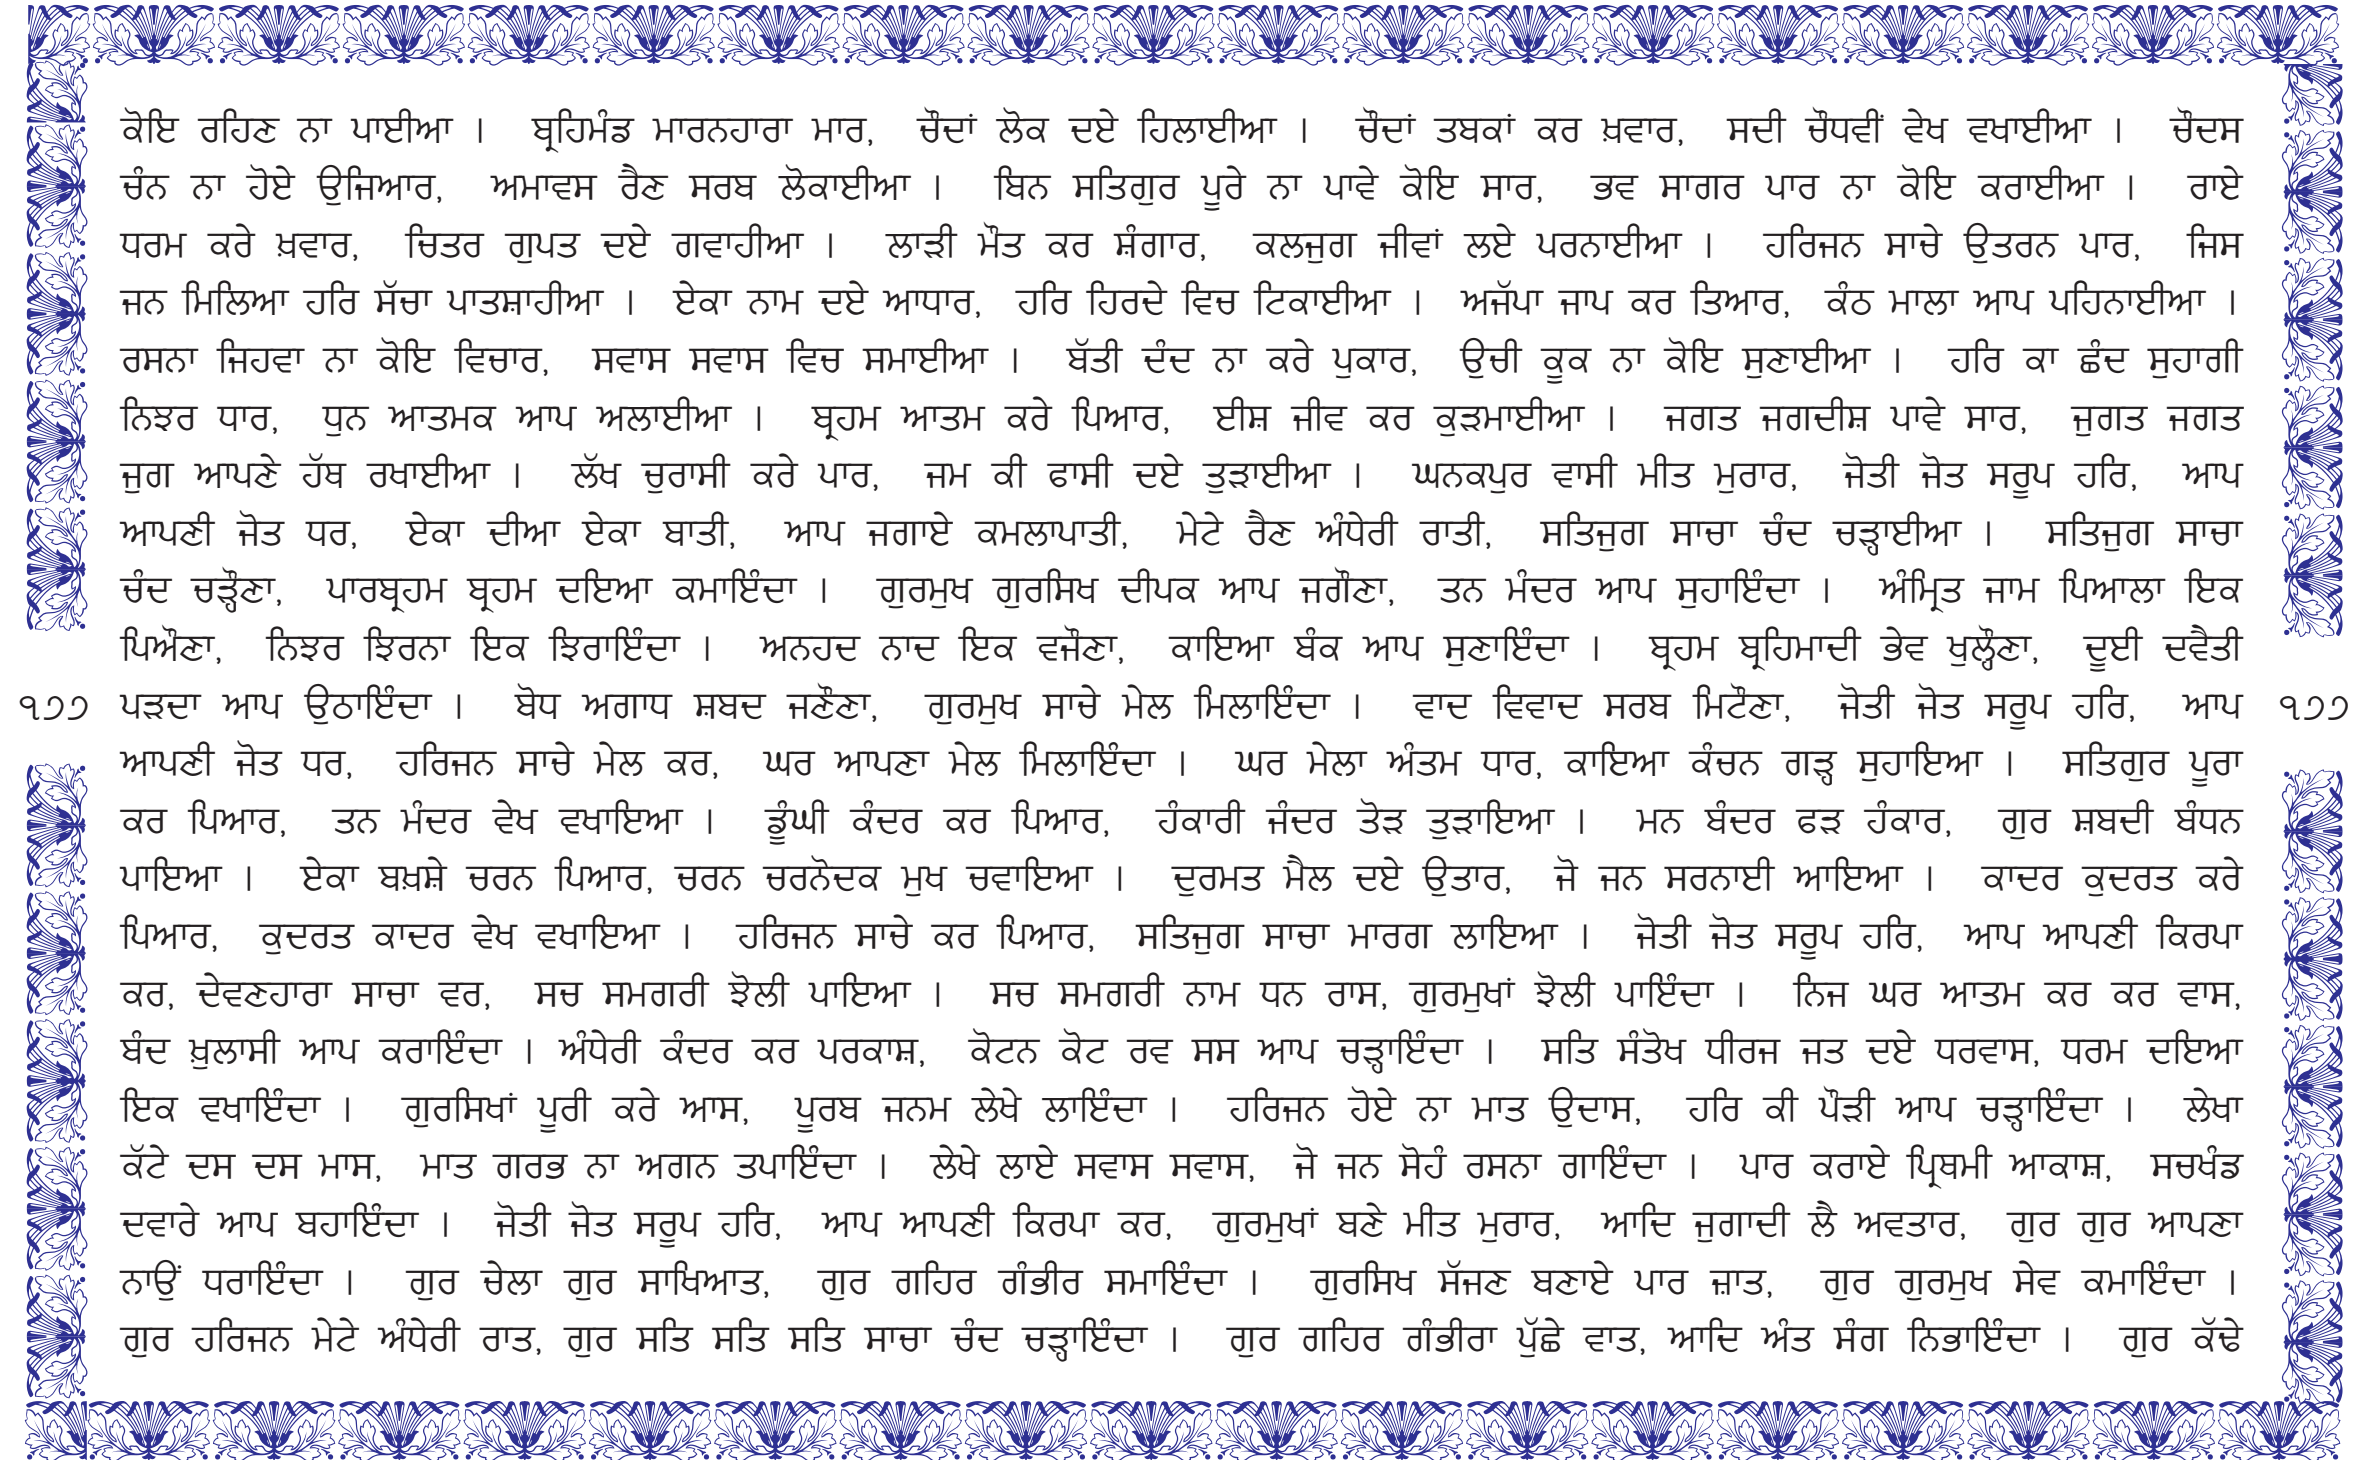 ਕੋਇ ਰਹਿਣ ਨਾ ਪਾਈਆ । ਬ੍ਰਹਿਮੰਡ ਮਾਰਨਹਾਰਾ ਮਾਰ, ਚੌਦਾਂ ਲੋਕ ਦਏ ਹਿਲਾਈਆ । ਚੌਦਾਂ ਤਬਕਾਂ ਕਰ ਖ਼ਵਾਰ, ਸਦੀ ਚੌਧਵੀਂ ਵੇਖ ਵਖਾਈਆ । ਚੌਦਸ
ਚੰਨ ਨਾ ਹੋਏ ਉਜਿਆਰ, ਅਮਾਵਸ ਰੈਣ ਸਰਬ ਲੋਕਾਈਆ । ਬਿਨ ਸਤਿਗੁਰ ਪੂਰੇ ਨਾ ਪਾਵੇ ਕੋਇ ਸਾਰ, ਭਵ ਸਾਗਰ ਪਾਰ ਨਾ ਕੋਇ ਕਰਾਈਆ । ਰਾਏ
ਧਰਮ ਕਰੇ ਖ਼ਵਾਰ, ਚਿਤਰ ਗੁਪਤ ਦਏ ਗਵਾਹੀਆ । ਲਾੜੀ ਮੌਤ ਕਰ ਸ਼ੰਗਾਰ, ਕਲਜੁਗ ਜੀਵਾਂ ਲਏ ਪਰਨਾਈਆ । ਹਰਿਜਨ ਸਾਚੇ ਉਤਰਨ ਪਾਰ, ਜਿਸ
ਜਨ ਮਿਲਿਆ ਹਰਿ ਸੱਚਾ ਪਾਤਸ਼ਾਹੀਆ । ਏਕਾ ਨਾਮ ਦਏ ਆਧਾਰ, ਹਰਿ ਹਿਰਦੇ ਵਿਚ ਟਿਕਾਈਆ । ਅਜੱਪਾ ਜਾਪ ਕਰ ਤਿਆਰ, ਕੰਠ ਮਾਲਾ ਆਪ ਪਹਿਨਾਈਆ ।
ਰਸਨਾ ਜਿਹਵਾ ਨਾ ਕੋਇ ਵਿਚਾਰ, ਸਵਾਸ ਸਵਾਸ ਵਿਚ ਸਮਾਈਆ । ਬੱਤੀ ਦੰਦ ਨਾ ਕਰੇ ਪੁਕਾਰ, ਉਚੀ ਕੂਕ ਨਾ ਕੋਇ ਸੁਣਾਈਆ । ਹਰਿ ਕਾ ਛੰਦ ਸੁਹਾਗੀ
ਨਿਝਰ ਧਾਰ, ਧੁਨ ਆਤਮਕ ਆਪ ਅਲਾਈਆ । ਬ੍ਰਹਮ ਆਤਮ ਕਰੇ ਪਿਆਰ, ਈਸ਼ ਜੀਵ ਕਰ ਕੁੜਮਾਈਆ । ਜਗਤ ਜਗਦੀਸ਼ ਪਾਵੇ ਸਾਰ, ਜੁਗਤ ਜਗਤ
ਜੁਗ ਆਪਣੇ ਹੱਥ ਰਖਾਈਆ । ਲੱਖ ਚੁਰਾਸੀ ਕਰੇ ਪਾਰ, ਜਮ ਕੀ ਫਾਸੀ ਦਏ ਤੁੜਾਈਆ । ਘਨਕਪੁਰ ਵਾਸੀ ਮੀਤ ਮੁਰਾਰ, ਜੋਤੀ ਜੋਤ ਸਰੂਪ ਹਰਿ, ਆਪ
ਆਪਣੀ ਜੋਤ ਧਰ, ਏਕਾ ਦੀਆ ਏਕਾ ਬਾਤੀ, ਆਪ ਜਗਾਏ ਕਮਲਾਪਾਤੀ, ਮੇਟੇ ਰੈਣ ਅੰਧੇਰੀ ਰਾਤੀ, ਸਤਿਜੁਗ ਸਾਚਾ ਚੰਦ ਚੜ੍ਹਾਈਆ । ਸਤਿਜੁਗ ਸਾਚਾ
ਚੰਦ ਚੜ੍ਹੌਣਾ, ਪਾਰਬ੍ਰਹਮ ਬ੍ਰਹਮ ਦਇਆ ਕਮਾਇੰਦਾ । ਗੁਰਮੁਖ ਗੁਰਸਿਖ ਦੀਪਕ ਆਪ ਜਗੌਣਾ, ਤਨ ਮੰਦਰ ਆਪ ਸੁਹਾਇੰਦਾ । ਅੰਮ੍ਰਿਤ ਜਾਮ ਪਿਆਲਾ ਇਕ
ਪਿਔਣਾ, ਨਿਝਰ ਝਿਰਨਾ ਇਕ ਝਿਰਾਇੰਦਾ । ਅਨਹਦ ਨਾਦ ਇਕ ਵਜੌਣਾ, ਕਾਇਆ ਬੰਕ ਆਪ ਸੁਣਾਇੰਦਾ । ਬ੍ਰਹਮ ਬ੍ਰਹਿਮਾਦੀ ਭੇਵ ਖੁਲ੍ਹੌਣਾ, ਦੂਈ ਦਵੈਤੀ
੧੭੭ ਪੜਦਾ ਆਪ ਉਠਾਇੰਦਾ । ਬੋਧ ਅਗਾਧ ਸ਼ਬਦ ਜਣੌਣਾ, ਗੁਰਮੁਖ ਸਾਚੇ ਮੇਲ ਮਿਲਾਇੰਦਾ । ਵਾਦ ਵਿਵਾਦ ਸਰਬ ਮਿਟੌਣਾ, ਜੋਤੀ ਜੋਤ ਸਰੂਪ ਹਰਿ, ਆਪ ੧੭੭
ਆਪਣੀ ਜੋਤ ਧਰ, ਹਰਿਜਨ ਸਾਚੇ ਮੇਲ ਕਰ, ਘਰ ਆਪਣਾ ਮੇਲ ਮਿਲਾਇੰਦਾ । ਘਰ ਮੇਲਾ ਅੰਤਮ ਧਾਰ, ਕਾਇਆ ਕੰਚਨ ਗੜ੍ਹ ਸੁਹਾਇਆ । ਸਤਿਗੁਰ ਪੂਰਾ
ਕਰ ਪਿਆਰ, ਤਨ ਮੰਦਰ ਵੇਖ ਵਖਾਇਆ । ਡੂੰਘੀ ਕੰਦਰ ਕਰ ਪਿਆਰ, ਹੰਕਾਰੀ ਜੰਦਰ ਤੋੜ ਤੁੜਾਇਆ । ਮਨ ਬੰਦਰ ਫੜ ਹੰਕਾਰ, ਗੁਰ ਸ਼ਬਦੀ ਬੰਧਨ
ਪਾਇਆ । ਏਕਾ ਬਖ਼ਸ਼ੇ ਚਰਨ ਪਿਆਰ, ਚਰਨ ਚਰਨੋਦਕ ਮੁਖ ਚਵਾਇਆ । ਦੁਰਮਤ ਮੈਲ ਦਏ ਉਤਾਰ, ਜੋ ਜਨ ਸਰਨਾਈ ਆਇਆ । ਕਾਦਰ ਕੁਦਰਤ ਕਰੇ
ਪਿਆਰ, ਕੁਦਰਤ ਕਾਦਰ ਵੇਖ ਵਖਾਇਆ । ਹਰਿਜਨ ਸਾਚੇ ਕਰ ਪਿਆਰ, ਸਤਿਜੁਗ ਸਾਚਾ ਮਾਰਗ ਲਾਇਆ । ਜੋਤੀ ਜੋਤ ਸਰੂਪ ਹਰਿ, ਆਪ ਆਪਣੀ ਕਿਰਪਾ
ਕਰ, ਦੇਵਣਹਾਰਾ ਸਾਚਾ ਵਰ, ਸਚ ਸਮਗਰੀ ਝੋਲੀ ਪਾਇਆ । ਸਚ ਸਮਗਰੀ ਨਾਮ ਧਨ ਰਾਸ, ਗੁਰਮੁਖਾਂ ਝੋਲੀ ਪਾਇੰਦਾ । ਨਿਜ ਘਰ ਆਤਮ ਕਰ ਕਰ ਵਾਸ,
ਬੰਦ ਖ਼ੁਲਾਸੀ ਆਪ ਕਰਾਇੰਦਾ । ਅੰਧੇਰੀ ਕੰਦਰ ਕਰ ਪਰਕਾਸ਼, ਕੋਟਨ ਕੋਟ ਰਵ ਸਸ ਆਪ ਚੜ੍ਹਾਇੰਦਾ । ਸਤਿ ਸੰਤੋਖ ਧੀਰਜ ਜਤ ਦਏ ਧਰਵਾਸ, ਧਰਮ ਦਇਆ
ਇਕ ਵਖਾਇੰਦਾ । ਗੁਰਸਿਖਾਂ ਪੂਰੀ ਕਰੇ ਆਸ, ਪੂਰਬ ਜਨਮ ਲੇਖੇ ਲਾਇੰਦਾ । ਹਰਿਜਨ ਹੋਏ ਨਾ ਮਾਤ ਉਦਾਸ, ਹਰਿ ਕੀ ਪੌੜੀ ਆਪ ਚੜ੍ਹਾਇੰਦਾ । ਲੇਖਾ
ਕੱਟੇ ਦਸ ਦਸ ਮਾਸ, ਮਾਤ ਗਰਭ ਨਾ ਅਗਨ ਤਪਾਇੰਦਾ । ਲੇਖੇ ਲਾਏ ਸਵਾਸ ਸਵਾਸ, ਜੋ ਜਨ ਸੋਹੰ ਰਸਨਾ ਗਾਇੰਦਾ । ਪਾਰ ਕਰਾਏ ਪ੍ਰਿਥਮੀ ਆਕਾਸ਼, ਸਚਖੰਡ
ਦਵਾਰੇ ਆਪ ਬਹਾਇੰਦਾ । ਜੋਤੀ ਜੋਤ ਸਰੂਪ ਹਰਿ, ਆਪ ਆਪਣੀ ਕਿਰਪਾ ਕਰ, ਗੁਰਮੁਖਾਂ ਬਣੇ ਮੀਤ ਮੁਰਾਰ, ਆਦਿ ਜੁਗਾਦੀ ਲੈ ਅਵਤਾਰ, ਗੁਰ ਗੁਰ ਆਪਣਾ
ਨਾਉਂ ਧਰਾਇੰਦਾ । ਗੁਰ ਚੇਲਾ ਗੁਰ ਸਾਖਿਆਤ, ਗੁਰ ਗਹਿਰ ਗੰਭੀਰ ਸਮਾਇੰਦਾ । ਗੁਰਸਿਖ ਸੱਜਣ ਬਣਾਏ ਪਾਰ ਜ਼ਾਤ, ਗੁਰ ਗੁਰਮੁਖ ਸੇਵ ਕਮਾਇੰਦਾ ।
ਗੁਰ ਹਰਿਜਨ ਮੇਟੇ ਅੰਧੇਰੀ ਰਾਤ, ਗੁਰ ਸਤਿ ਸਤਿ ਸਤਿ ਸਾਚਾ ਚੰਦ ਚੜ੍ਹਾਇੰਦਾ । ਗੁਰ ਗਹਿਰ ਗੰਭੀਰਾ ਪੁੱਛੇ ਵਾਤ, ਆਦਿ ਅੰਤ ਸੰਗ ਨਿਭਾਇੰਦਾ । ਗੁਰ ਕੱਢੇ